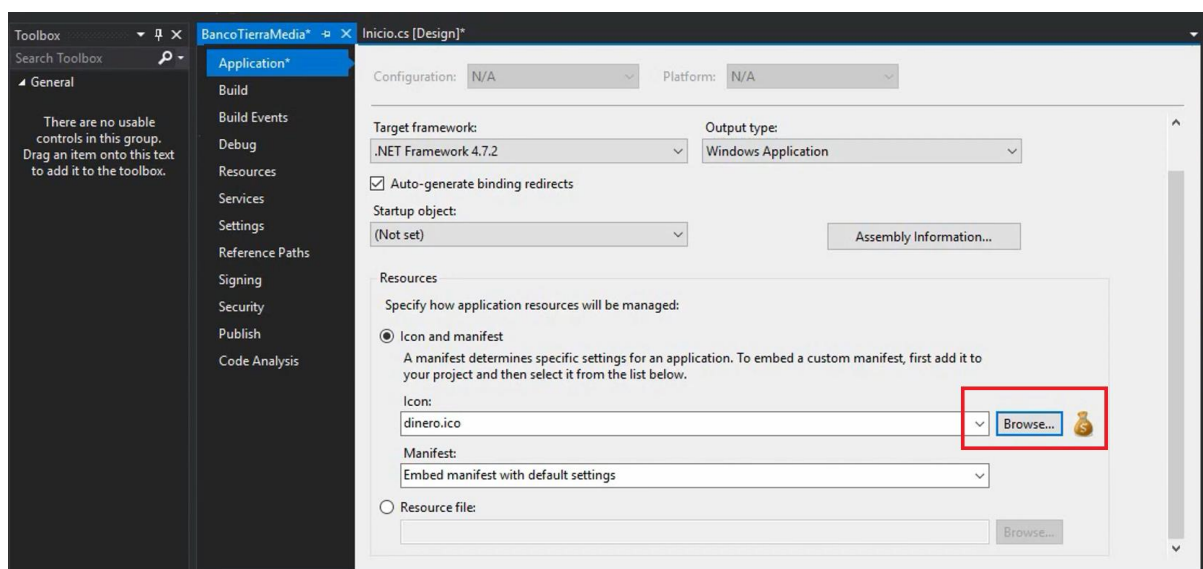 Toolbox
Search Toolbox
General
There are no usable
controls in this group.
Drag an item onto this text
to add it to the toolbox.
BancoTierraMedia*
Inicio.cs [Design]*
Application*
Build
Build Events
Debug
Resources
Services
Settings
Reference Paths
Signing
Security
Publish
Code Analysis
Configuration: N/A Platform: N/A
Target framework: Output type:
.NET Framework 4.7.2 Windows Application
Auto-generate binding redirects
Startup object:
(Not set) Assembly Information...
Resources
Specify how application resources will be managed:
Icon and manifest
A manifest determines specific settings for an application. To embed a custom manifest, first add it to
your project and then select it from the list below.
Icon:
dinero.ico Browse...
Manifest:
Embed manifest with default settings
Resource file:
Browse...